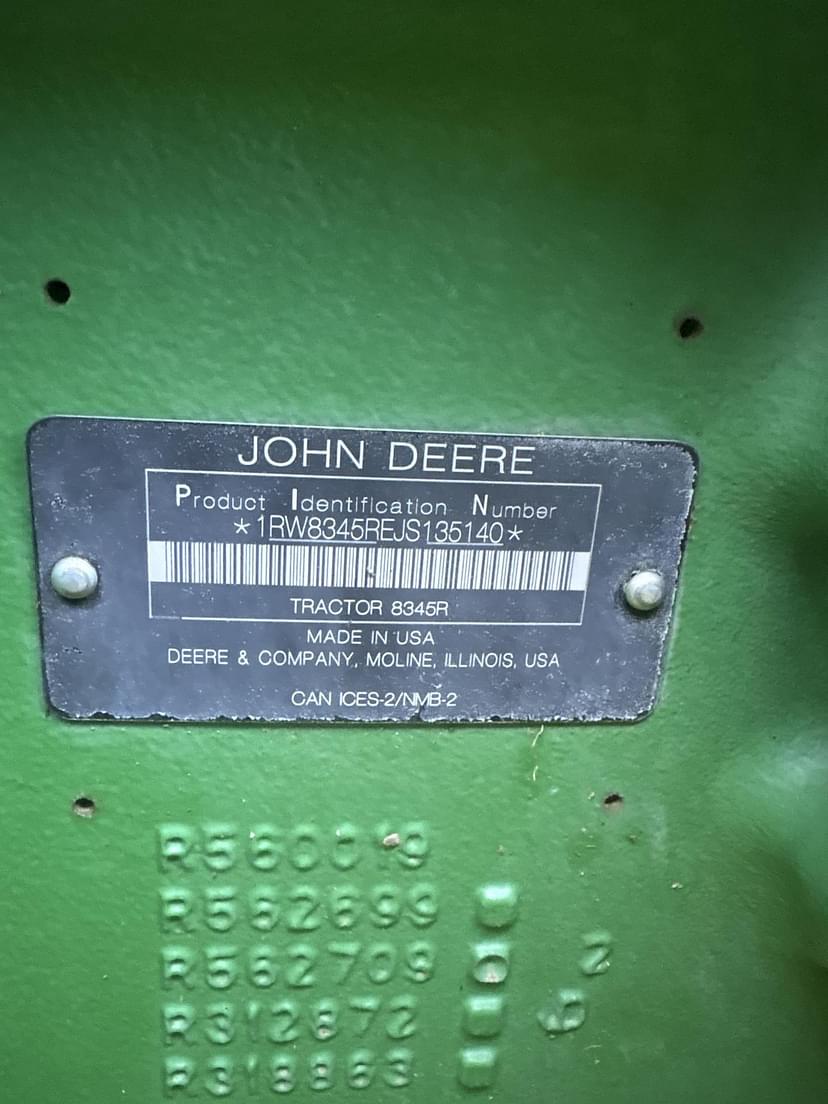 JOHN DEERE
Product Identification Number
*1RW8345REJS135140*
TRACTOR 8345R
MADE IN USA
DEERE & COMPANY, MOLINE, ILLINOIS, USA
CAN ICES-2/NMB-2
R560019
R562699
R562709
2
R312872
6
R318863